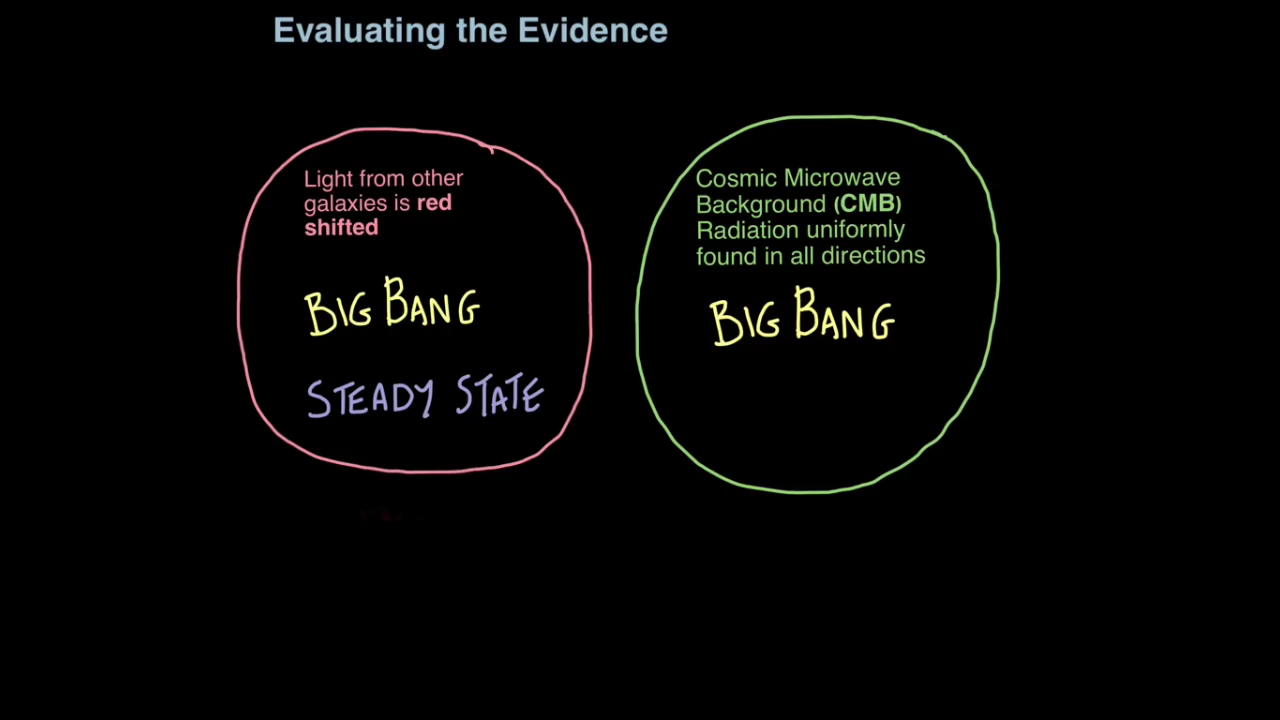 Evaluating the Evidence
Light from other
galaxies is red
shifted
BIG BANG
STEADY STATE
Cosmic Microwave
Background (CMB)
Radiation uniformly
found in all directions
BIG BANG